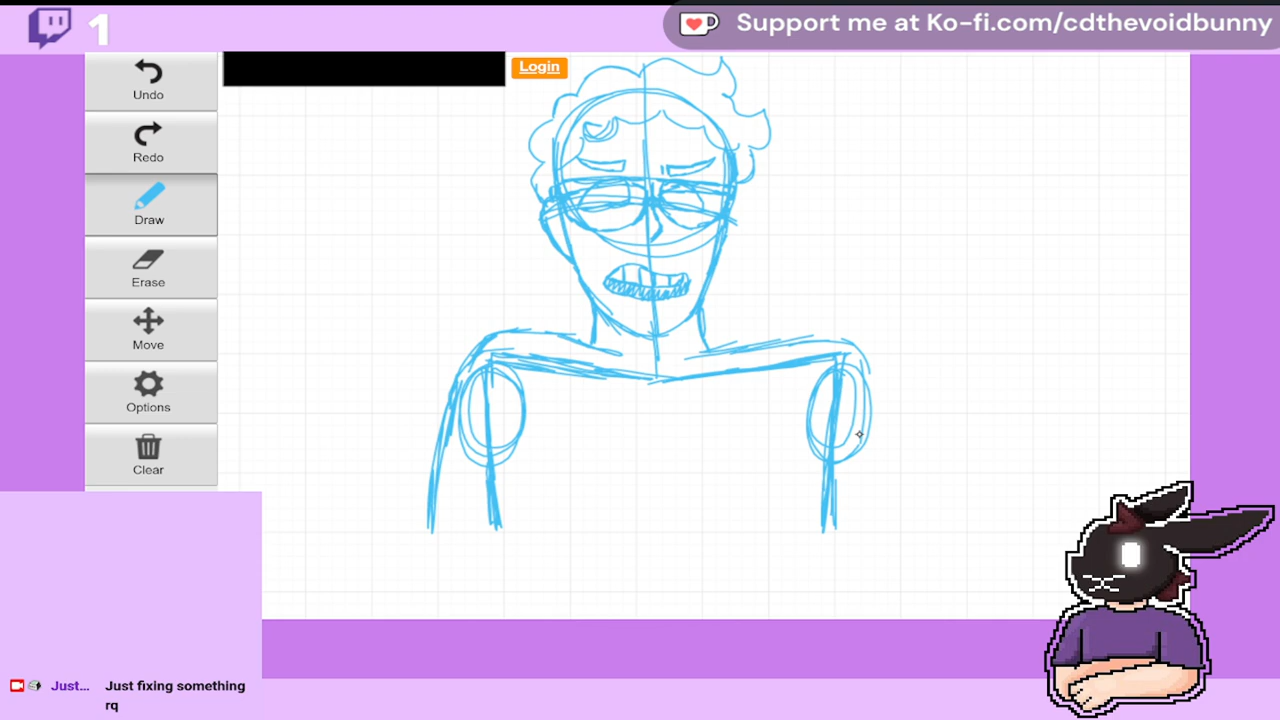 1
Support me at Ko-fi.com/cdthevoidbunny
Login
Undo
Redo
Draw
Erase
Move
Options
Clear
Just... Just fixing something
rq